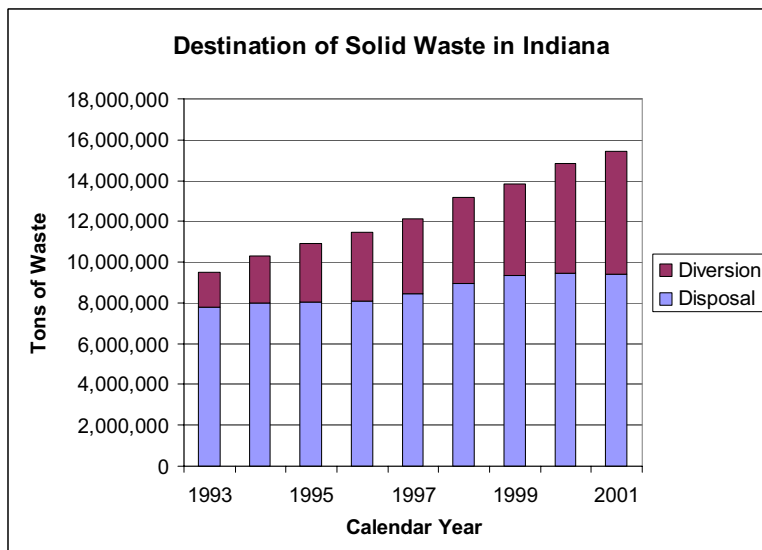 Destination of Solid Waste in Indiana
18,000,000
16,000,000
14,000,000
12,000,000
10,000,000
8,000,000
6,000,000
4,000,000
2,000,000
0
Tons of Waste
1993 1995 1997 1999 2001
Calendar Year
Diversion
Disposal